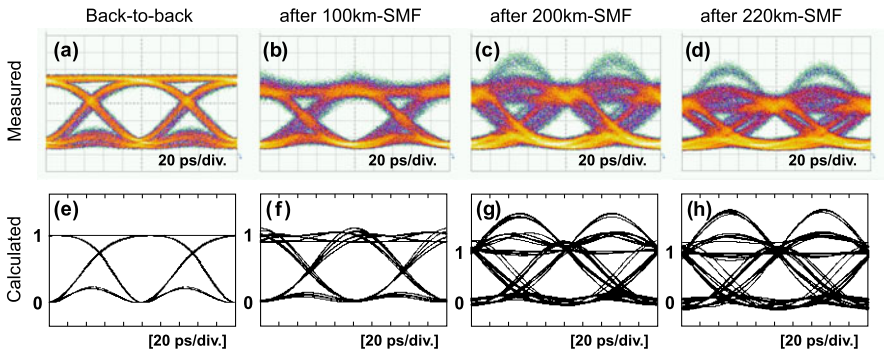 Back-to-back after 100km-SMF after 200km-SMF after 220km-SMF
Measured
(a) (b) (c) (d)
20 ps/div. 20 ps/div. 20 ps/div. 20 ps/div.
Calculated
(e) (f) (g) (h)
1 1 1 1
0 0 0 0
[20 ps/div.] [20 ps/div.] [20 ps/div.] [20 ps/div.]